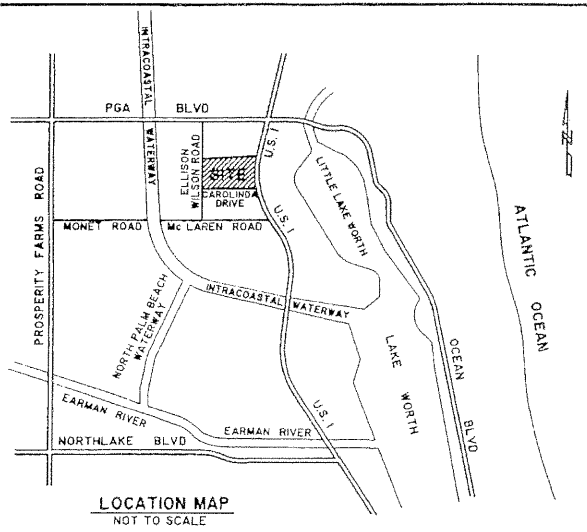 INTRACOASTAL
WATERWAY
PGA BLVD
U.S. 1
ELLISON
WILSON ROAD
SITE
CAROLINDA
DRIVE
LITTLE LAKE WORTH
N
PROSPERITY FARMS ROAD
MONET ROAD
Mc LAREN ROAD
U.S. 1
ATLANTIC OCEAN
NORTH PALM BEACH
WATERWAY
INTRACOASTAL WATERWAY
LAKE WORTH
OCEAN BLVD
EARMAN RIVER
U.S. 1
EARMAN RIVER
NORTHLAKE BLVD
LOCATION MAP
NOT TO SCALE